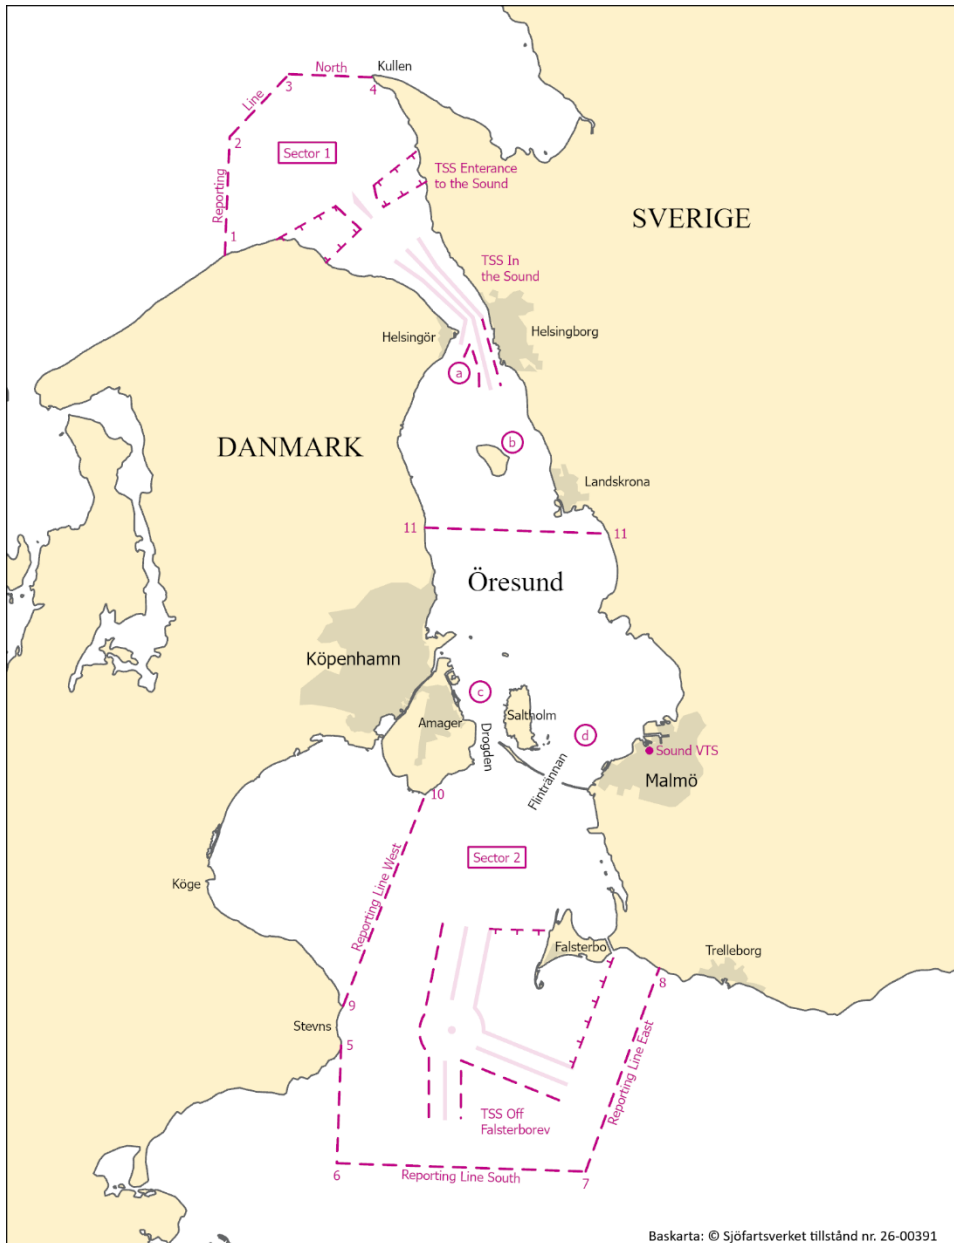 North
Kullen
3
4
Line
2
Sector 1
TSS Enterance
to the Sound
Reporting
SVERIGE
1
TSS In
the Sound
Helsingör
Helsingborg
a
DANMARK
b
Landskrona
11
11
Öresund
Köpenhamn
c
Saltholm
Amager
Drogden
d
Sound VTS
Flintrännan
Malmö
10
Sector 2
Reporting Line West
Köge
Falsterbo
Trelleborg
8
9
Stevns
5
Reporting Line East
TSS Off
Falsterborev
6
Reporting Line South
7
Baskarta: © Sjöfartsverket tillstånd nr. 26-00391